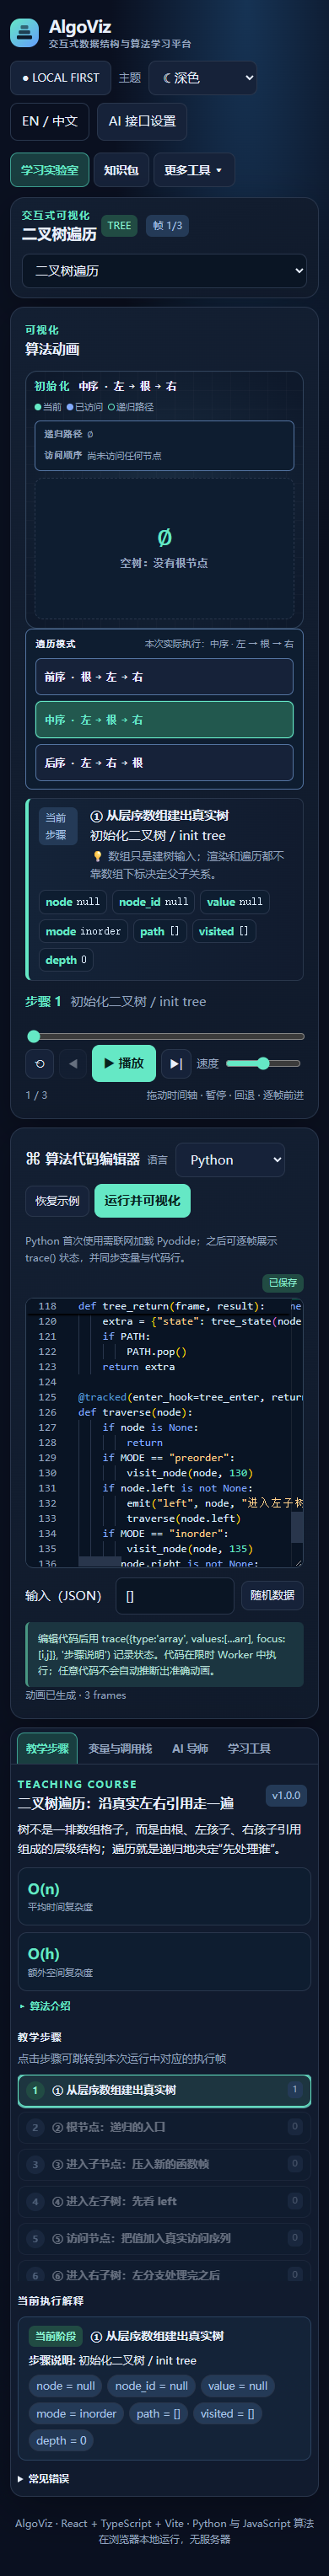 AlgoViz
交互式数据结构与算法学习平台
● LOCAL FIRST
主题
☾ 深色
EN / 中文
AI 接口设置
学习实验室
知识包
更多工具 ▾
交互式可视化
二叉树遍历
TREE
帧 1/3
二叉树遍历
可视化
算法动画
初始化 中序 · 左 → 根 → 右
当前 已访问 递归路径
递归路径 ∅
访问顺序 尚未访问任何节点
∅
空树：没有根节点
遍历模式
本次实际执行：中序 · 左 → 根 → 右
前序 · 根 → 左 → 右
中序 · 左 → 根 → 右
后序 · 左 → 右 → 根
当前步骤
① 从层序数组建出真实树
初始化二叉树 / init tree
💡 数组只是建树输入；渲染和遍历都不
靠数组下标决定父子关系。
node null
node_id null
value null
mode inorder
path []
visited []
depth 0
步骤 1 初始化二叉树 / init tree
⟲
◀
▶ 播放
▶|
速度
1 / 3
拖动时间轴 · 暂停 · 回退 · 逐帧前进
⌘ 算法代码编辑器
语言
Python
恢复示例
运行并可视化
Python 首次使用需联网加载 Pyodide；之后可逐帧展示
trace() 状态，并同步变量与代码行。
已保存
118 def tree_return(frame, result):
120 extra = {"state": tree_state(node
121 if PATH:
122 PATH.pop()
123 return extra
124
125 @tracked(enter_hook=tree_enter, retur
126 def traverse(node):
127 if node is None:
128 return
129 if MODE == "preorder":
130 visit_node(node, 130)
131 if node.left is not None:
132 emit("left", node, "进入左子树
133 traverse(node.left)
134 if MODE == "inorder":
135 visit_node(node, 135)
136 node.right is not None:
输入（JSON）
[]
随机数据
编辑代码后用 trace({type:'array', values:[...arr], focus:
[i,j]}, '步骤说明') 记录状态。代码在限时 Worker 中执
行；任意代码不会自动推断出准确动画。
动画已生成 · 3 frames
教学步骤
变量与调用栈
AI 导师
学习工具
TEACHING COURSE
二叉树遍历：沿真实左右引用走一遍
v1.0.0
树不是一排数组格子，而是由根、左孩子、右孩子引用
组成的层级结构；遍历就是递归地决定“先处理谁”。
O(n)
平均时间复杂度
O(h)
额外空间复杂度
▸ 算法介绍
教学步骤
点击步骤可跳转到本次运行中对应的执行帧
1 ① 从层序数组建出真实树 1
2 ② 根节点：递归的入口 0
3 ③ 进入子节点：压入新的函数帧 0
4 ④ 进入左子树：先看 left 0
5 ⑤ 访问节点：把值加入真实访问序列 0
6 ⑥ 进入右子树：左分支处理完之后 0
当前执行解释
当前阶段
① 从层序数组建出真实树
步骤说明: 初始化二叉树 / init tree
node = null
node_id = null
value = null
mode = inorder
path = []
visited = []
depth = 0
▸ 常见错误
AlgoViz · React + TypeScript + Vite · Python 与 JavaScript 算法
在浏览器本地运行，无服务器